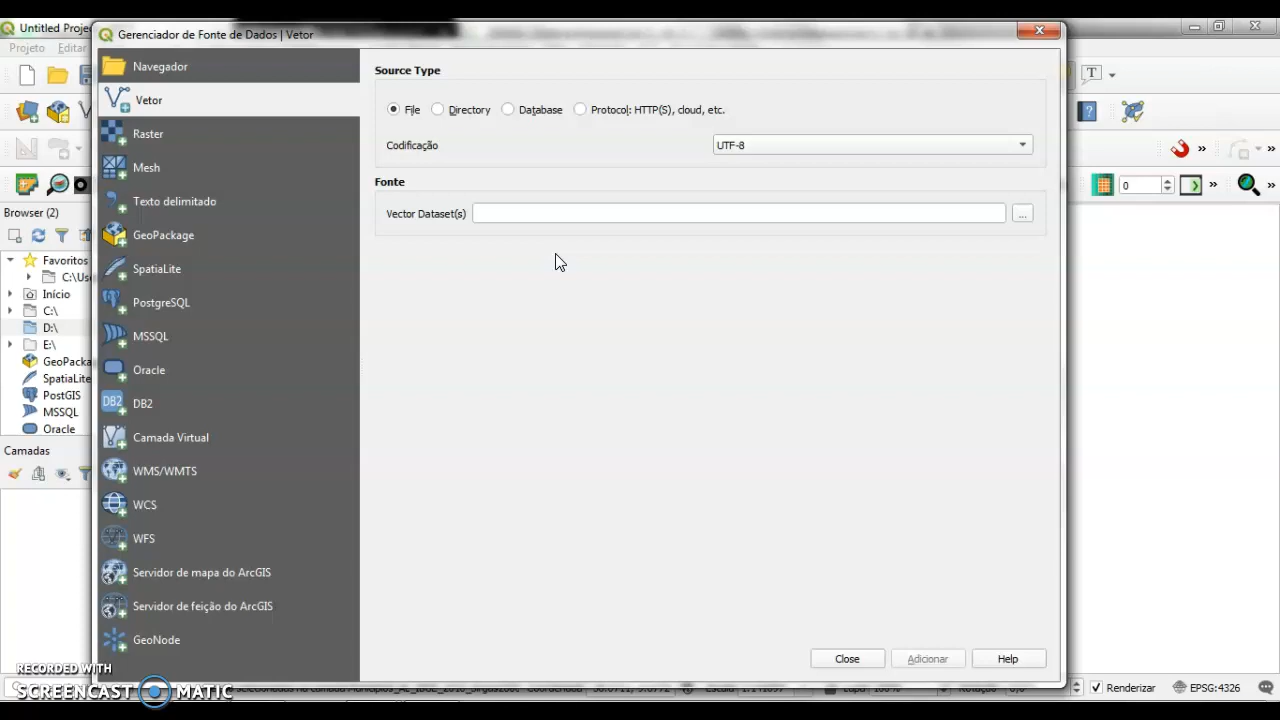 Untitled Proje
Gerenciador de Fonte de Dados | Vetor
Projeto
Editar
Navegador
Vetor
Raster
Mesh
Texto delimitado
GeoPackage
SpatiaLite
PostgreSQL
MSSQL
Oracle
DB2
DB2
Camada Virtual
WMS/WMTS
WCS
WFS
Servidor de mapa do ArcGIS
Servidor de feição do ArcGIS
GeoNode
Source Type
File
Directory
Database
Protocol: HTTP(S), cloud, etc.
Codificação
UTF-8
Fonte
Vector Dataset(s)
...
Close
Adicionar
Help
Browser (2)
Favoritos
C:\Use
Início
C:\
D:\
E:\
GeoPacka
SpatiaLite
PostGIS
MSSQL
Oracle
Camadas
T
0
»
»
»
»
Renderizar
EPSG:4326
RECORDED WITH
SCREENCAST MATIC